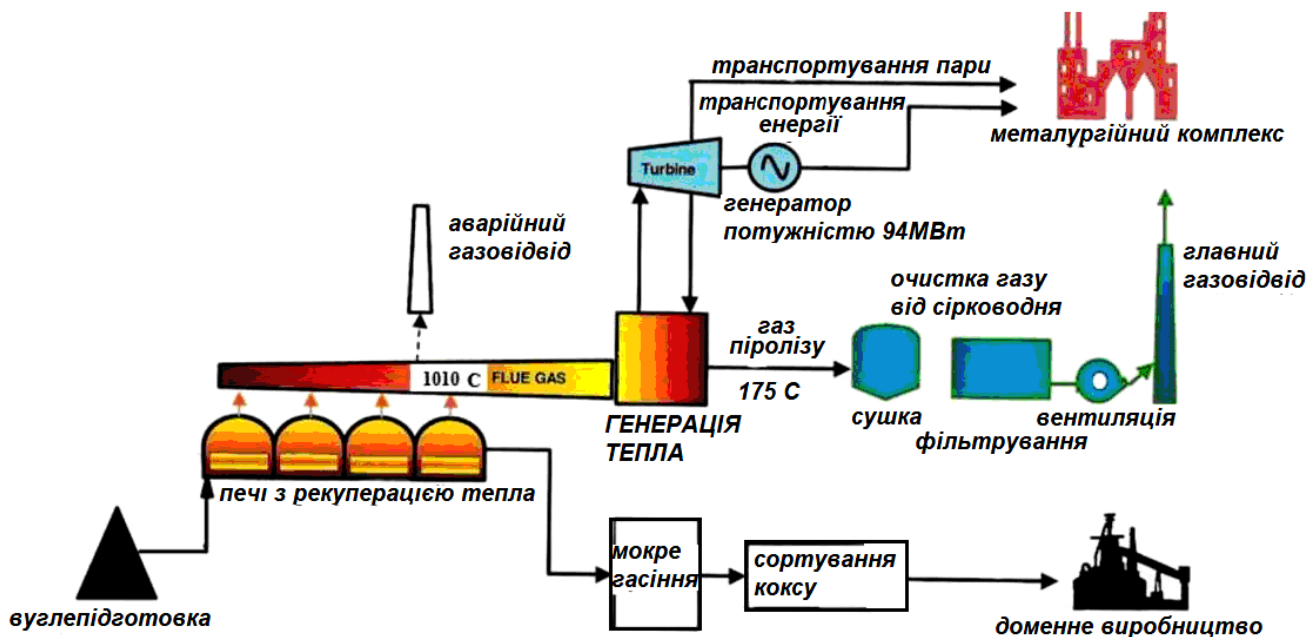 транспортування пари
транспортування
енергії
металургійний комплекс
Turbine
генератор
потужністю 94МВт
аварійний
газовідвід
главний
газовідвід
очистка газу
від сірководня
газ
піролізу
175 С
1010 С FLUE GAS
сушка
вентиляція
фільтрування
ГЕНЕРАЦІЯ
ТЕПЛА
печі з рекуперацією тепла
мокре
гасіння
сортування
коксу
вуглепідготовка
доменне виробництво